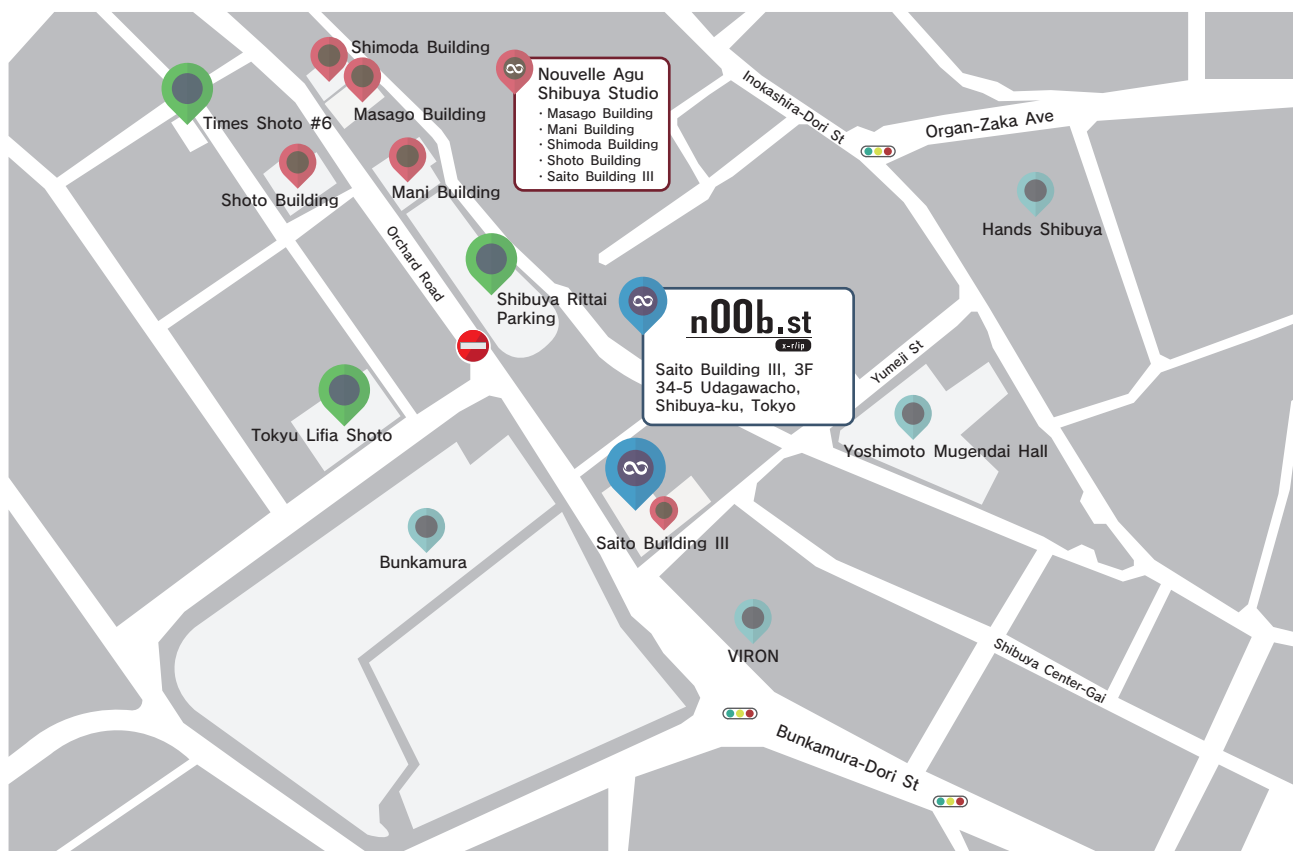 Shimoda Building
Masago Building
Times Shoto #6
Shoto Building
Mani Building
Nouvelle Agu
Shibuya Studio
· Masago Building
· Mani Building
· Shimoda Building
· Shoto Building
· Saito Building III
Inokashira-Dori St
Organ-Zaka Ave
Hands Shibuya
Orchard Road
Shibuya Rittai
Parking
n00b.st
x-r/ip
Saito Building III, 3F
34-5 Udagawacho,
Shibuya-ku, Tokyo
Yumeji St
Tokyu Lifia Shoto
Yoshimoto Mugendai Hall
Bunkamura
Saito Building III
VIRON
Shibuya Center-Gai
Bunkamura-Dori St